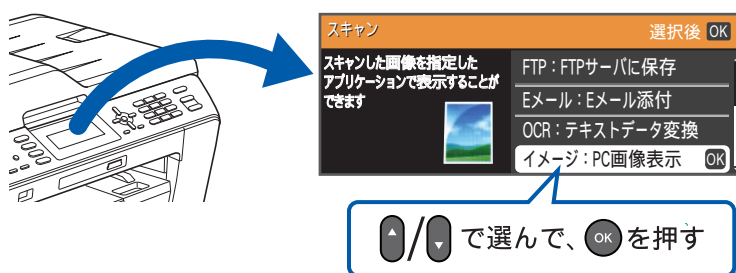 スキャン
選択後 OK
スキャンした画像を指定した
アプリケーションで表示することが
できます
FTP：FTPサーバに保存
Eメール：Eメール添付
OCR：テキストデータ変換
イメージ：PC画像表示 OK
/ で選んで、OKを押す